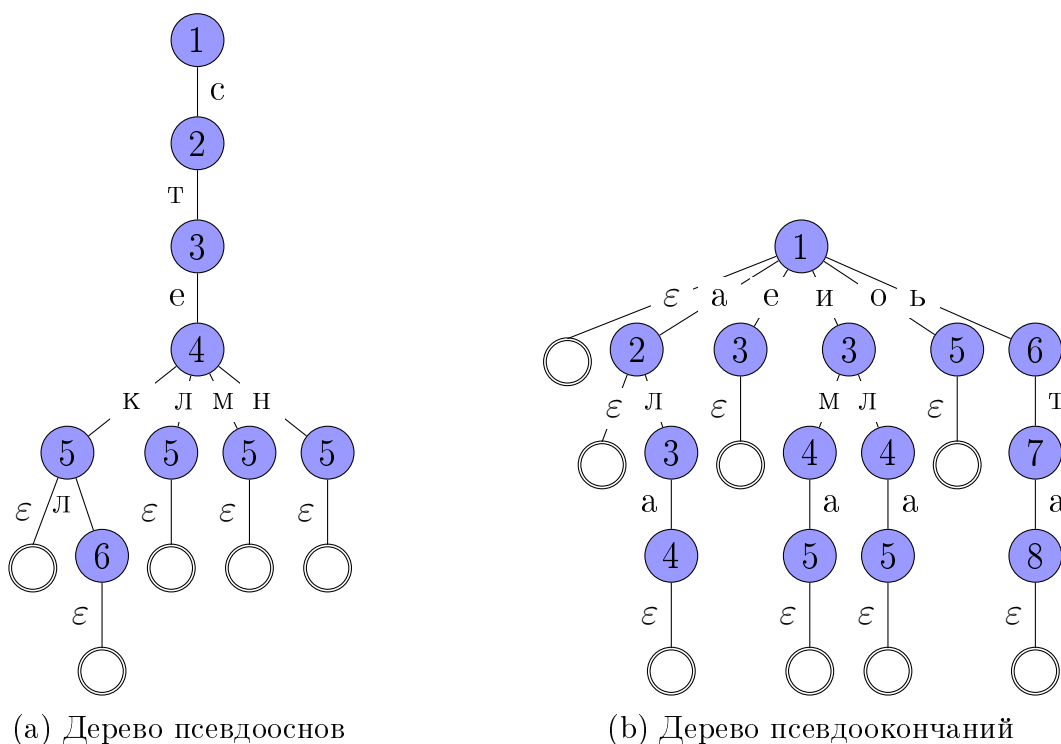 1
с
2
т
3
е
4
к л м н
5 5 5 5
ε л ε ε ε
6
ε
(a) Дерево псевдооснов
1
ε а е и о ь
2 3 3 5 6
ε л ε м л ε т
3 4 4 7
а а а а
4 5 5 8
ε ε ε ε
(b) Дерево псевдоокончаний